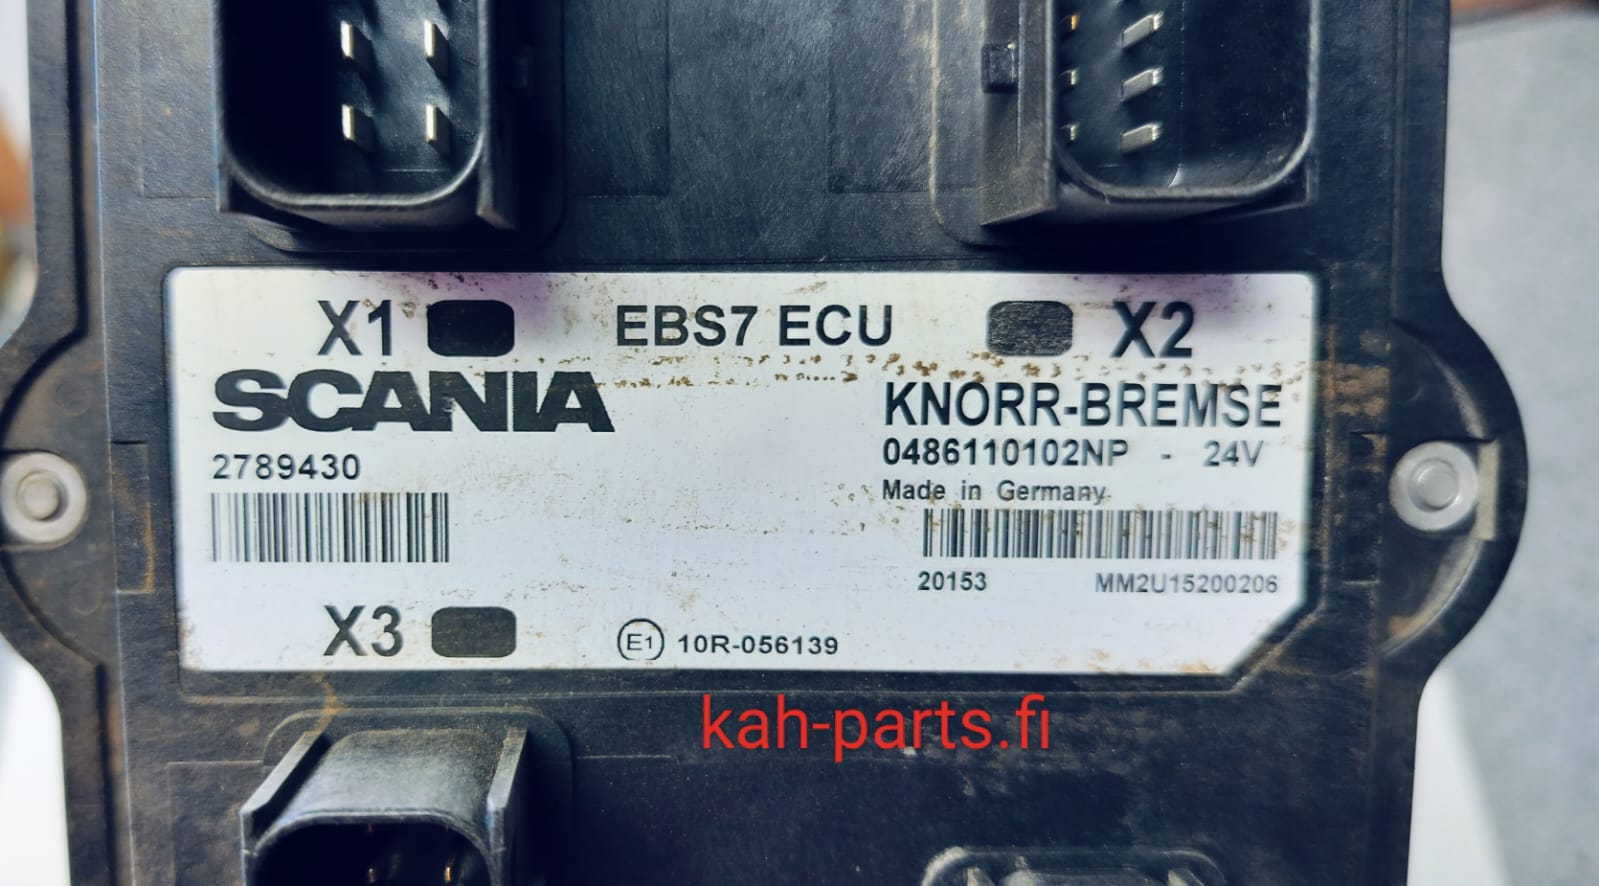 X1 EBS7 ECU X2
SCANIA
KNORR-BREMSE
2789430
0486110102NP - 24V
Made in Germany
20153 MM2U15200206
X3
E1 10R-056139
kah-parts.fi